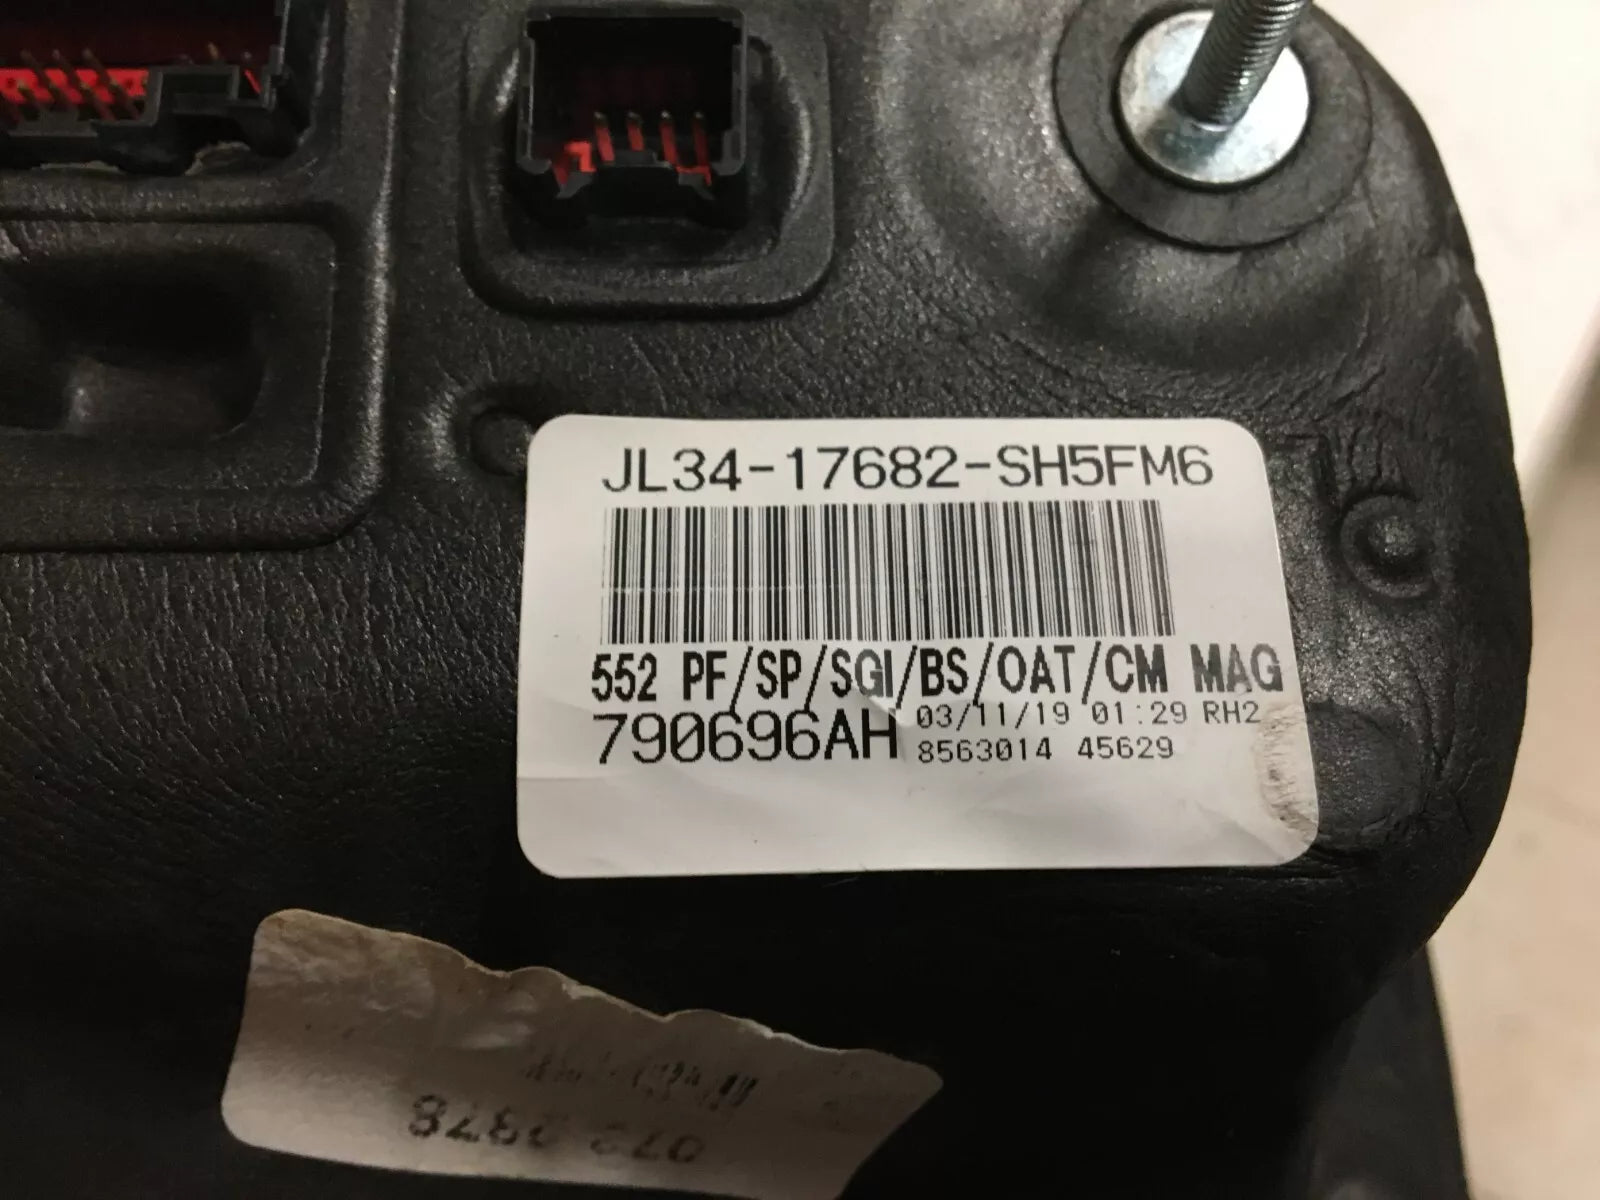 JL34-17682-SH5FM6
552 PF/SP/SGI/BS/OAT/CM MAG
790696AH 03/11/19 01:29 RH2
8563014 45629